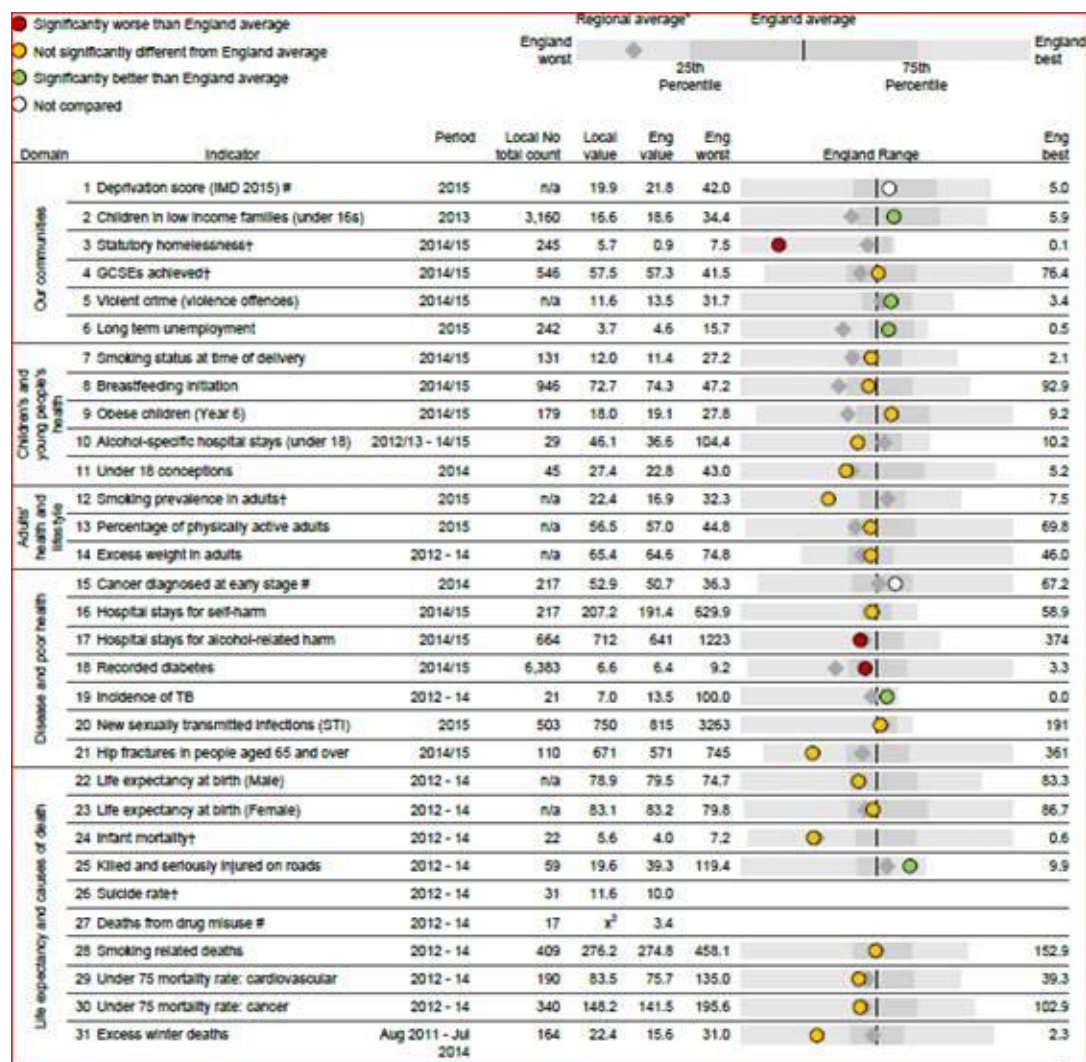 Significantly worse than England average
Not significantly different from England average
Significantly better than England average
Not compared
Regional average* England average
England worst England best
25th Percentile 75th Percentile
Domain Indicator Period Local No total count Local value Eng value Eng worst England Range Eng best
Our communities
1 Deprivation score (IMD 2015) # 2015 n/a 19.9 21.8 42.0 5.0
2 Children in low income families (under 16s) 2013 3,160 16.6 18.6 34.4 5.9
3 Statutory homelessness† 2014/15 245 5.7 0.9 7.5 0.1
4 GCSEs achieved† 2014/15 546 57.5 57.3 41.5 76.4
5 Violent crime (violence offences) 2014/15 n/a 11.6 13.5 31.7 3.4
6 Long term unemployment 2015 242 3.7 4.6 15.7 0.5
Children's and young people's health
7 Smoking status at time of delivery 2014/15 131 12.0 11.4 27.2 2.1
8 Breastfeeding initiation 2014/15 946 72.7 74.3 47.2 92.9
9 Obese children (Year 6) 2014/15 179 18.0 19.1 27.8 9.2
10 Alcohol-specific hospital stays (under 18) 2012/13 - 14/15 29 46.1 36.6 104.4 10.2
11 Under 18 conceptions 2014 45 27.4 22.8 43.0 5.2
Adults' health and lifestyle
12 Smoking prevalence in adults† 2015 n/a 22.4 16.9 32.3 7.5
13 Percentage of physically active adults 2015 n/a 56.5 57.0 44.8 69.8
14 Excess weight in adults 2012 - 14 n/a 65.4 64.6 74.8 46.0
Disease and poor health
15 Cancer diagnosed at early stage # 2014 217 52.9 50.7 36.3 67.2
16 Hospital stays for self-harm 2014/15 217 207.2 191.4 629.9 58.9
17 Hospital stays for alcohol-related harm 2014/15 664 712 641 1223 374
18 Recorded diabetes 2014/15 6,383 6.6 6.4 9.2 3.3
19 Incidence of TB 2012 - 14 21 7.0 13.5 100.0 0.0
20 New sexually transmitted infections (STI) 2015 503 750 815 3263 191
21 Hip fractures in people aged 65 and over 2014/15 110 671 571 745 361
Life expectancy and causes of death
22 Life expectancy at birth (Male) 2012 - 14 n/a 78.9 79.5 74.7 83.3
23 Life expectancy at birth (Female) 2012 - 14 n/a 83.1 83.2 79.8 86.7
24 Infant mortality† 2012 - 14 22 5.6 4.0 7.2 0.6
25 Killed and seriously injured on roads 2012 - 14 59 19.6 39.3 119.4 9.9
26 Suicide rate† 2012 - 14 31 11.6 10.0
27 Deaths from drug misuse # 2012 - 14 17 x² 3.4
28 Smoking related deaths 2012 - 14 409 276.2 274.8 458.1 152.9
29 Under 75 mortality rate: cardiovascular 2012 - 14 190 83.5 75.7 135.0 39.3
30 Under 75 mortality rate: cancer 2012 - 14 340 148.2 141.5 195.6 102.9
31 Excess winter deaths Aug 2011 - Jul 2014 164 22.4 15.6 31.0 2.3